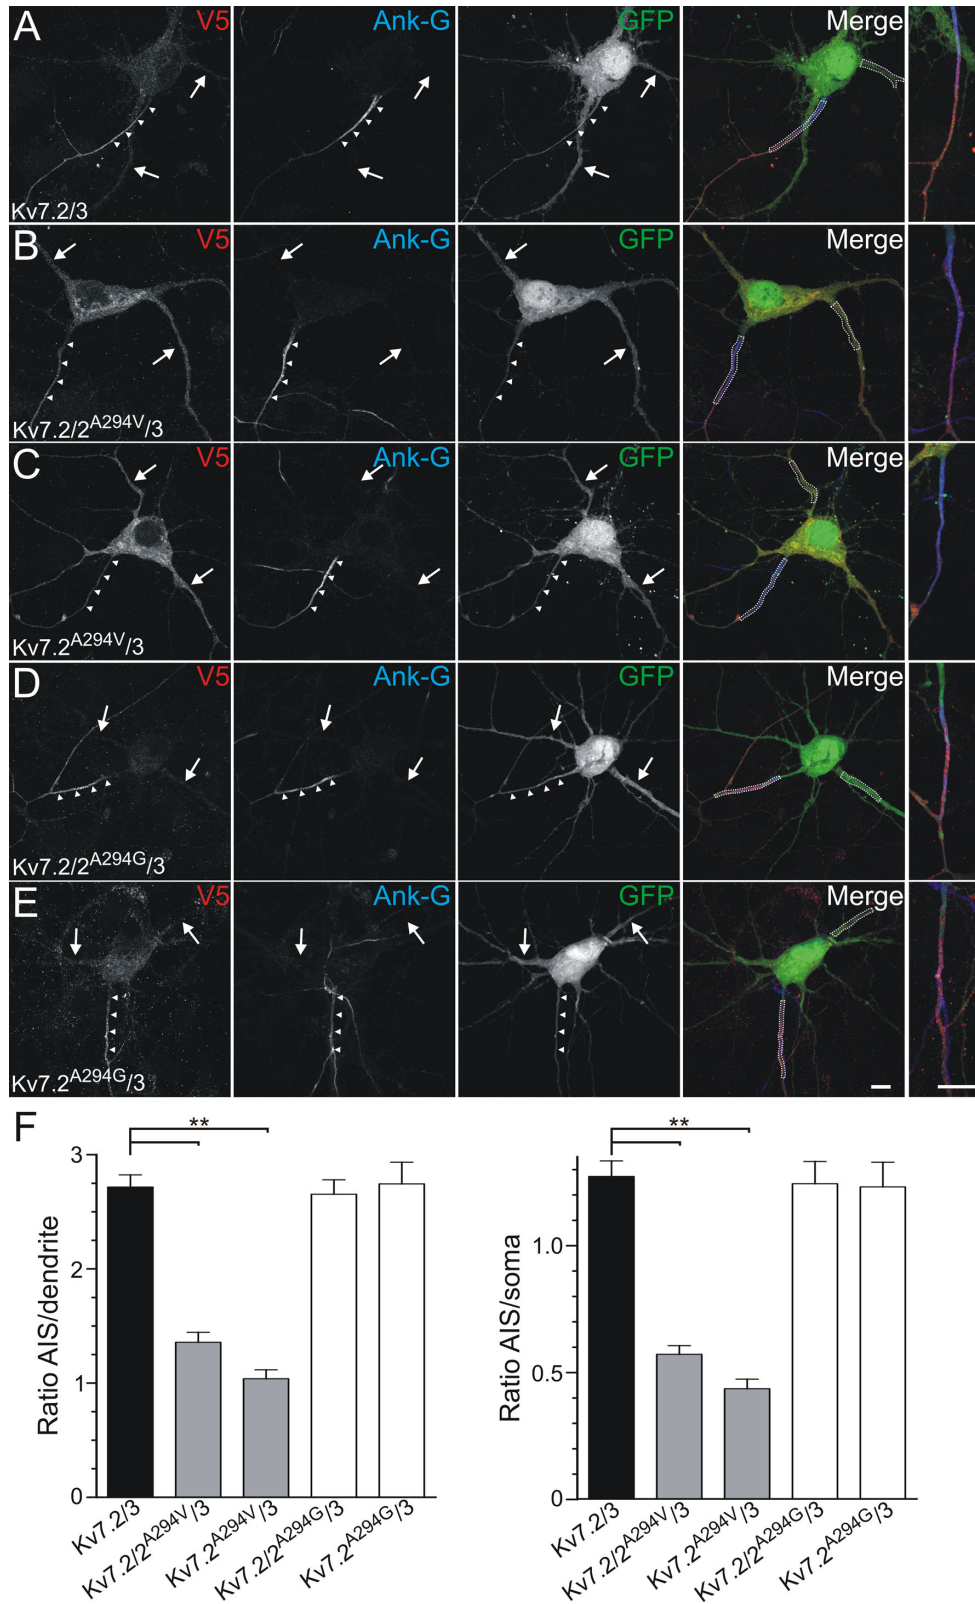 A V5 Ank-G GFP Merge
Kv7.2/3
B V5 Ank-G GFP Merge
Kv7.2/2A294V/3
C V5 Ank-G GFP Merge
Kv7.2A294V/3
D V5 Ank-G GFP Merge
Kv7.2/2A294G/3
E V5 Ank-G GFP Merge
Kv7.2A294G/3
F
** **
Ratio AIS/dendrite
3
2
1
0
Kv7.2/3
Kv7.2/2A294V/3
Kv7.2A294V/3
Kv7.2/2A294G/3
Kv7.2A294G/3
Ratio AIS/soma
1.0
0.5
0
Kv7.2/3
Kv7.2/2A294V/3
Kv7.2A294V/3
Kv7.2/2A294G/3
Kv7.2A294G/3